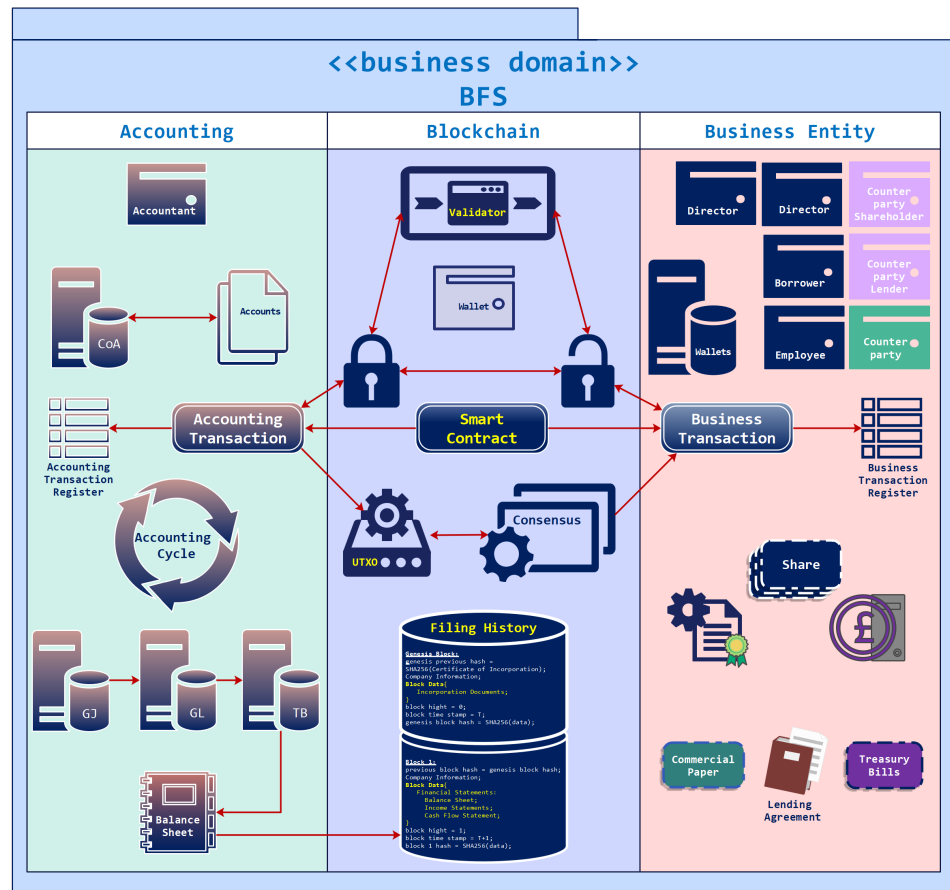 <<business domain>>
BFS
Accounting
Blockchain
Business Entity
Accountant
CoA
Accounts
Accounting
Transaction
Accounting
Transaction
Register
Accounting
Cycle
GJ
GL
TB
Balance
Sheet
Validator
Wallet
Smart
Contract
UTXO
Consensus
Filing History
Genesis Block:
genesis previous hash =
SHA256(Certificate of Incorporation);
Company Information;
Block Data{
Incorporation Documents;
}
block hight = 0;
block time stamp = T;
genesis block hash = SHA256(data);
Block 1:
previous block hash = genesis block hash;
Company Information;
Block Data{
Financial Statements:
Balance Sheet;
Income Statements;
Cash Flow Statement;
}
block hight = 1;
block time stamp = T+1;
block 1 hash = SHA256(data);
Director
Director
Counter
party
Shareholder
Borrower
Counter
party
Lender
Wallets
Employee
Counter
party
Business
Transaction
Business
Transaction
Register
Share
£
Commercial
Paper
Lending
Agreement
Treasury
Bills